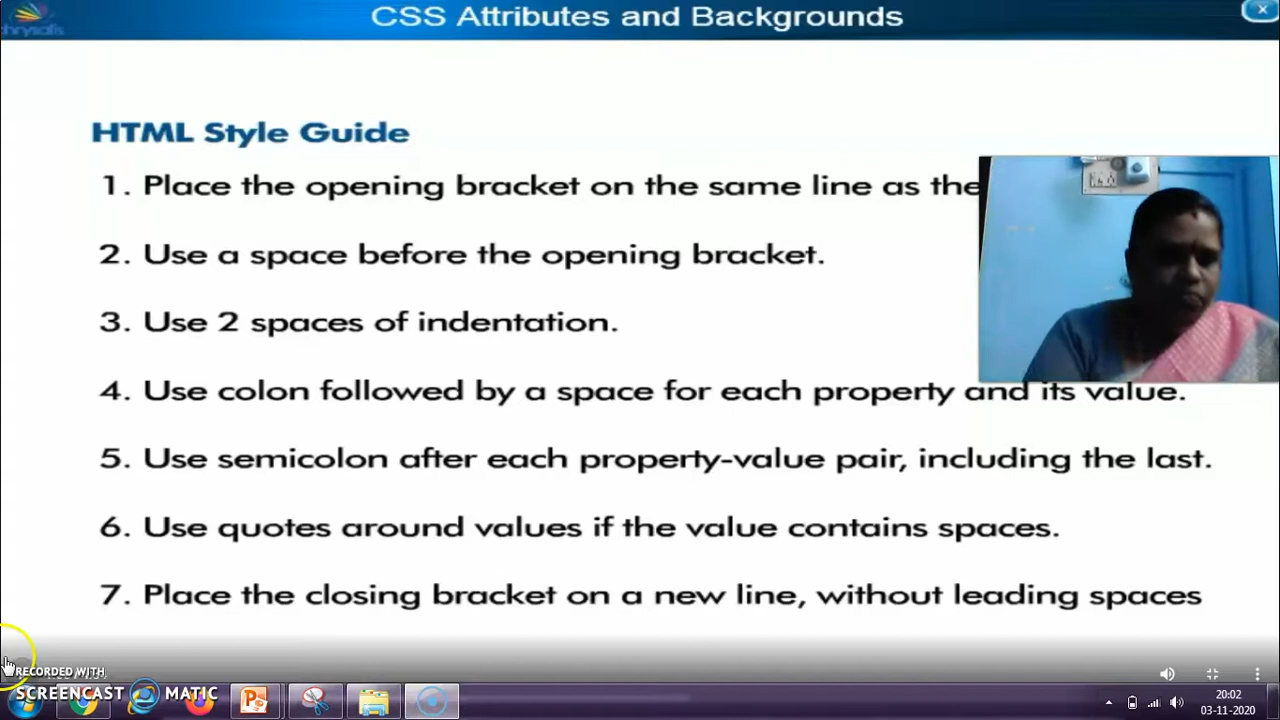 CSS Attributes and Backgrounds
chrysalis
HTML Style Guide
1. Place the opening bracket on the same line as the
2. Use a space before the opening bracket.
3. Use 2 spaces of indentation.
4. Use colon followed by a space for each property and its value.
5. Use semicolon after each property-value pair, including the last.
6. Use quotes around values if the value contains spaces.
7. Place the closing bracket on a new line, without leading spaces
RECORDED WITH
SCREENCAST MATIC
20:02
03-11-2020